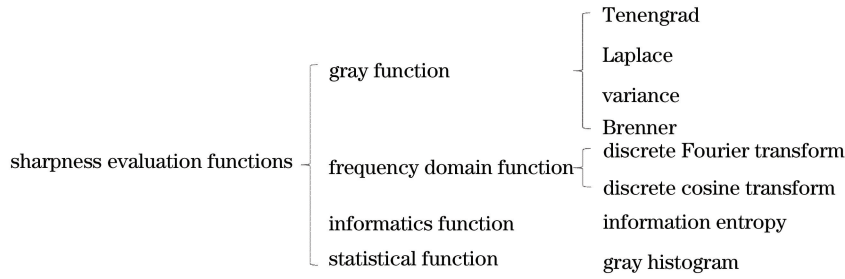 Tenengrad
Laplace
gray function
variance
Brenner
discrete Fourier transform
sharpness evaluation functions
frequency domain function
discrete cosine transform
informatics function
information entropy
statistical function
gray histogram